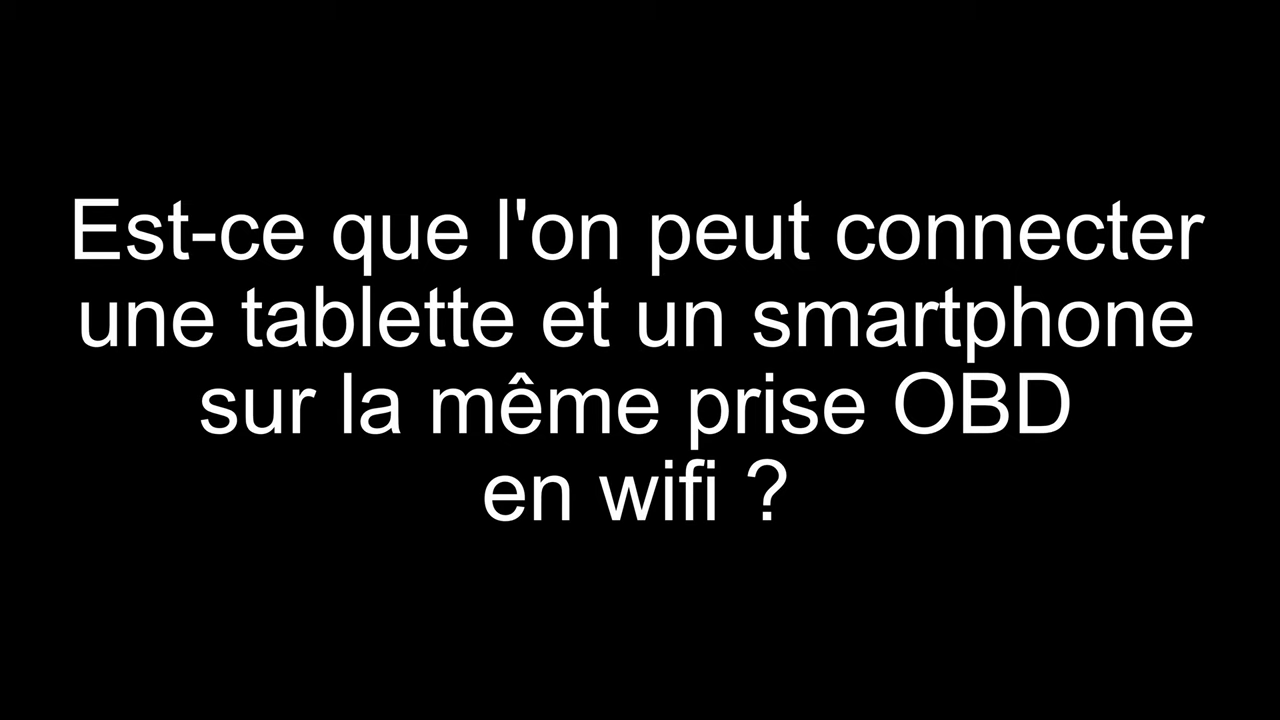 Est-ce que l'on peut connecter
une tablette et un smartphone
sur la même prise OBD
en wifi ?